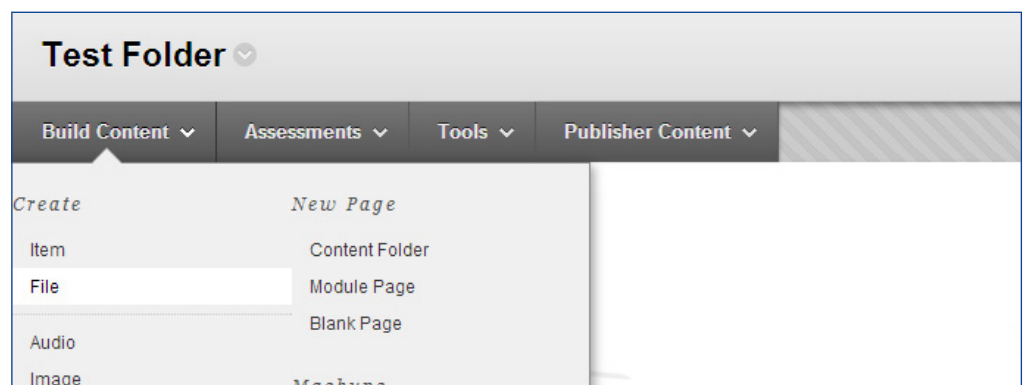 Test Folder
Build Content Assessments Tools Publisher Content
Create
Item
File
Audio
Image
New Page
Content Folder
Module Page
Blank Page
Mashups